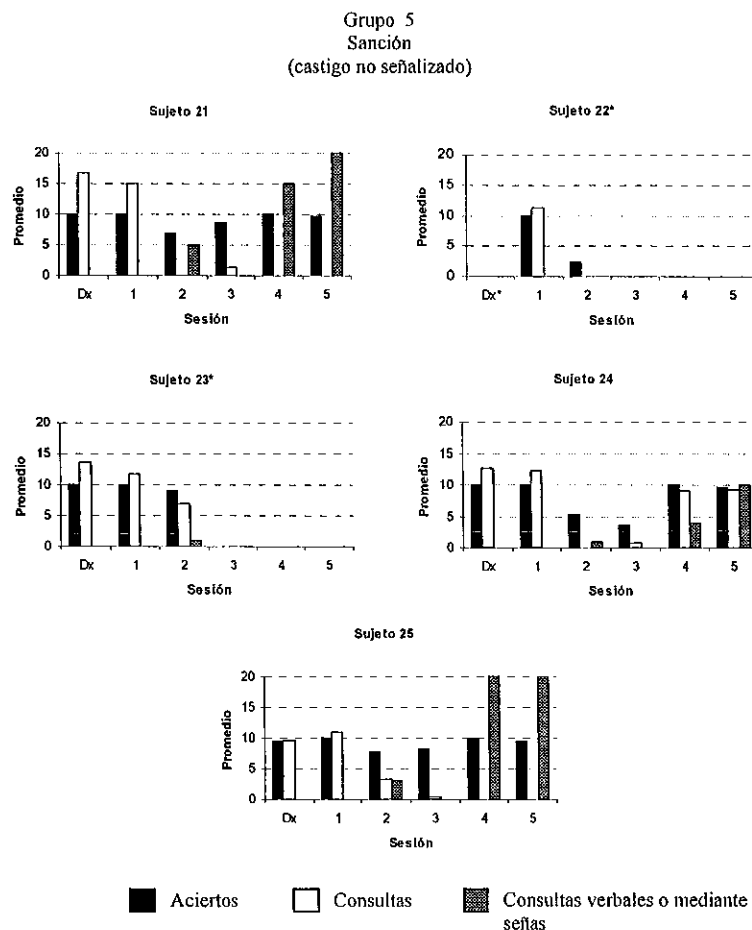 Grupo 5
Sanción
(castigo no señalizado)
Sujeto 21
Promedio
20
15
10
5
0
Dx 1 2 3 4 5
Sesión
Sujeto 22*
Promedio
20
15
10
5
0
Dx* 1 2 3 4 5
Sesión
Sujeto 23*
Promedio
20
15
10
5
0
Dx 1 2 3 4 5
Sesión
Sujeto 24
Promedio
20
15
10
5
0
Dx 1 2 3 4 5
Sesión
Sujeto 25
Promedio
20
15
10
5
0
Dx 1 2 3 4 5
Sesión
Aciertos
Consultas
Consultas verbales o mediante
señas